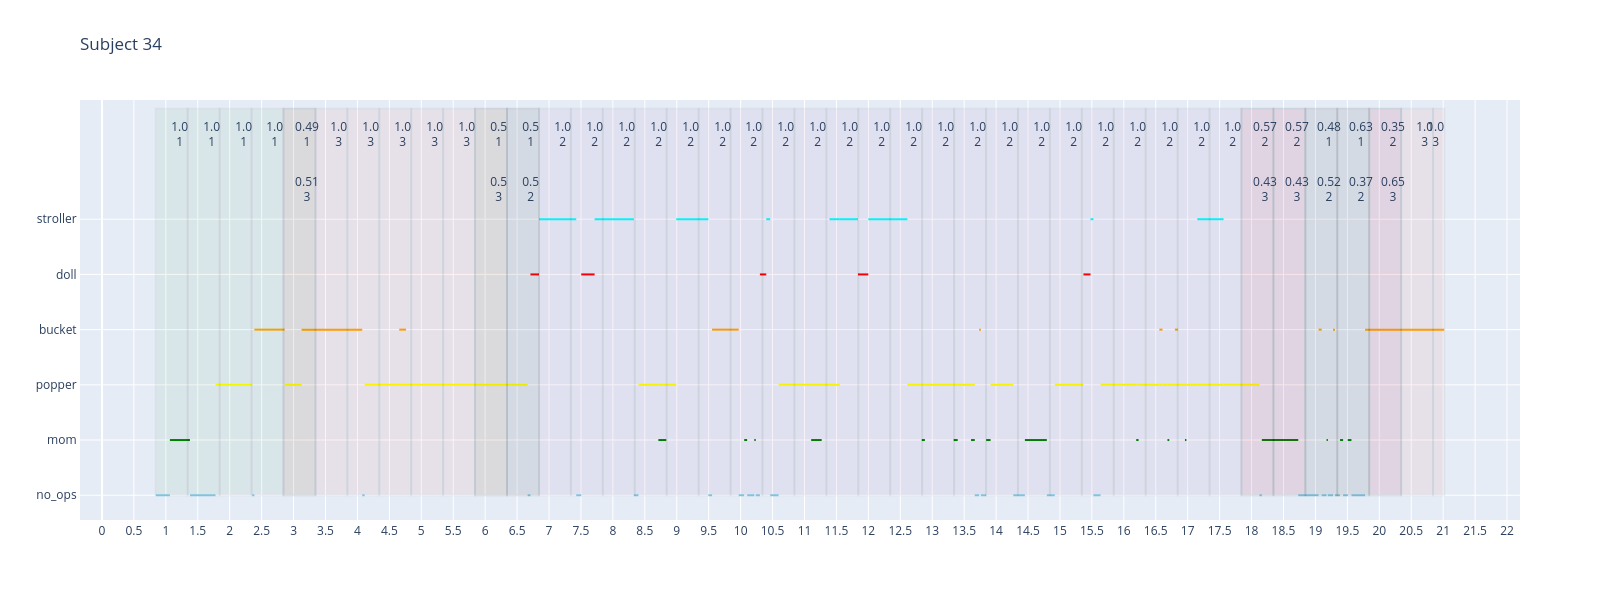 Subject 34
1.0 1.0 1.0 1.0 0.49 1.0 1.0 1.0 1.0 1.0 0.5 0.5 1.0 1.0 1.0 1.0 1.0 1.0 1.0 1.0 1.0 1.0 1.0 1.0 1.0 1.0 1.0 1.0 1.0 1.0 1.0 1.0 1.0 1.0 0.57 0.57 0.48 0.63 0.35 1.0 1.0
1 1 1 1 1 3 3 3 3 3 1 1 2 2 2 2 2 2 2 2 2 2 2 2 2 2 2 2 2 2 2 2 2 2 2 2 1 1 2 3 3
0.51 0.5 0.5 0.43 0.43 0.52 0.37 0.65
3 3 2 3 3 2 2 3
stroller
doll
bucket
popper
mom
no_ops
0 0.5 1 1.5 2 2.5 3 3.5 4 4.5 5 5.5 6 6.5 7 7.5 8 8.5 9 9.5 10 10.5 11 11.5 12 12.5 13 13.5 14 14.5 15 15.5 16 16.5 17 17.5 18 18.5 19 19.5 20 20.5 21 21.5 22